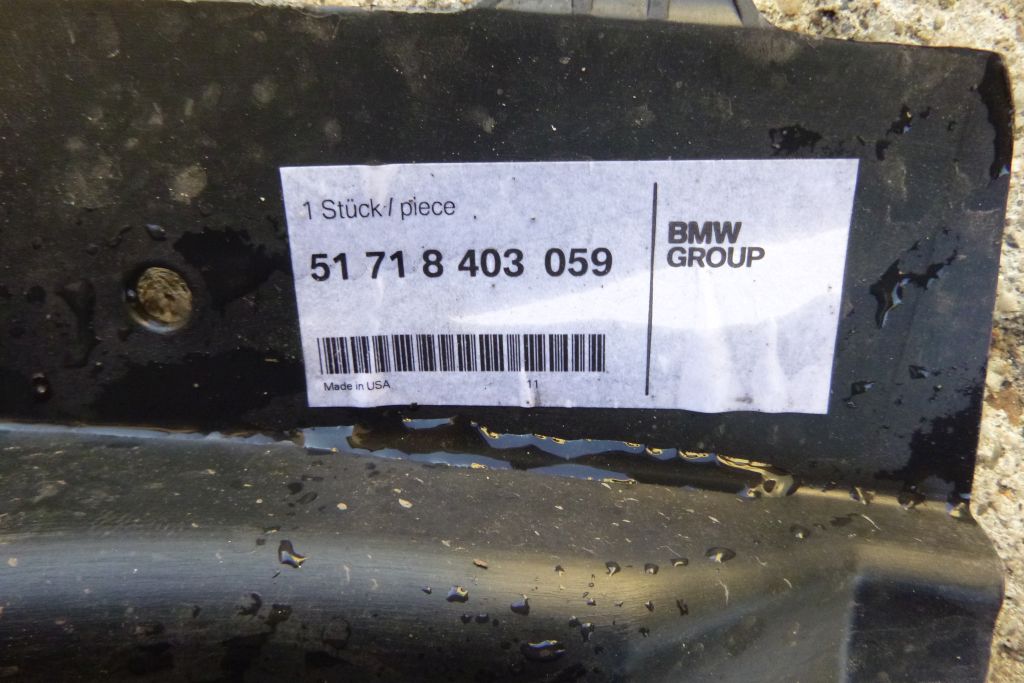 1 Stück / piece
51 71 8 403 059
BMW
GROUP
Made in USA
11